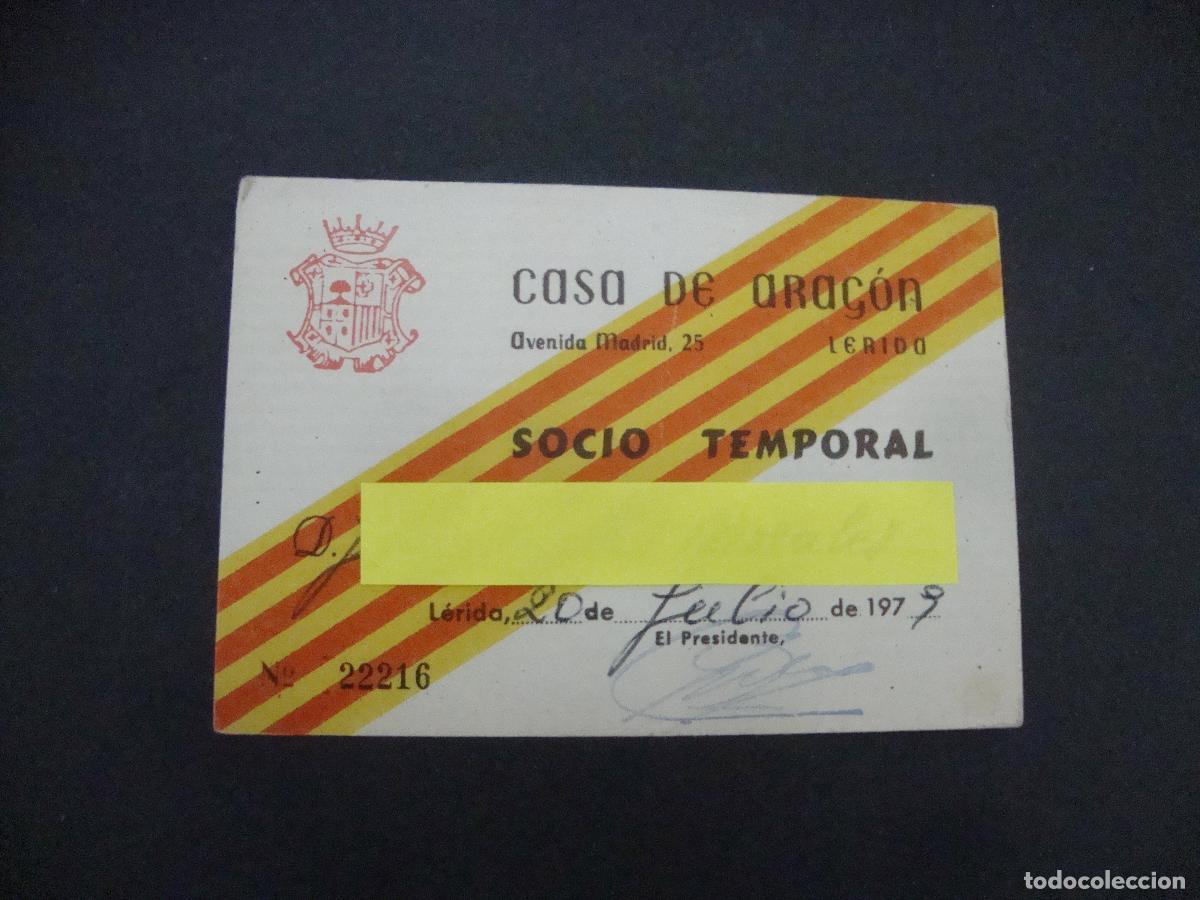 Casa de Aragón
Avenida Madrid, 25 LERIDA
SOCIO TEMPORAL
D. J
Lérida, 20 de Julio de 1979
El Presidente,
Nº 22216
todocoleccion